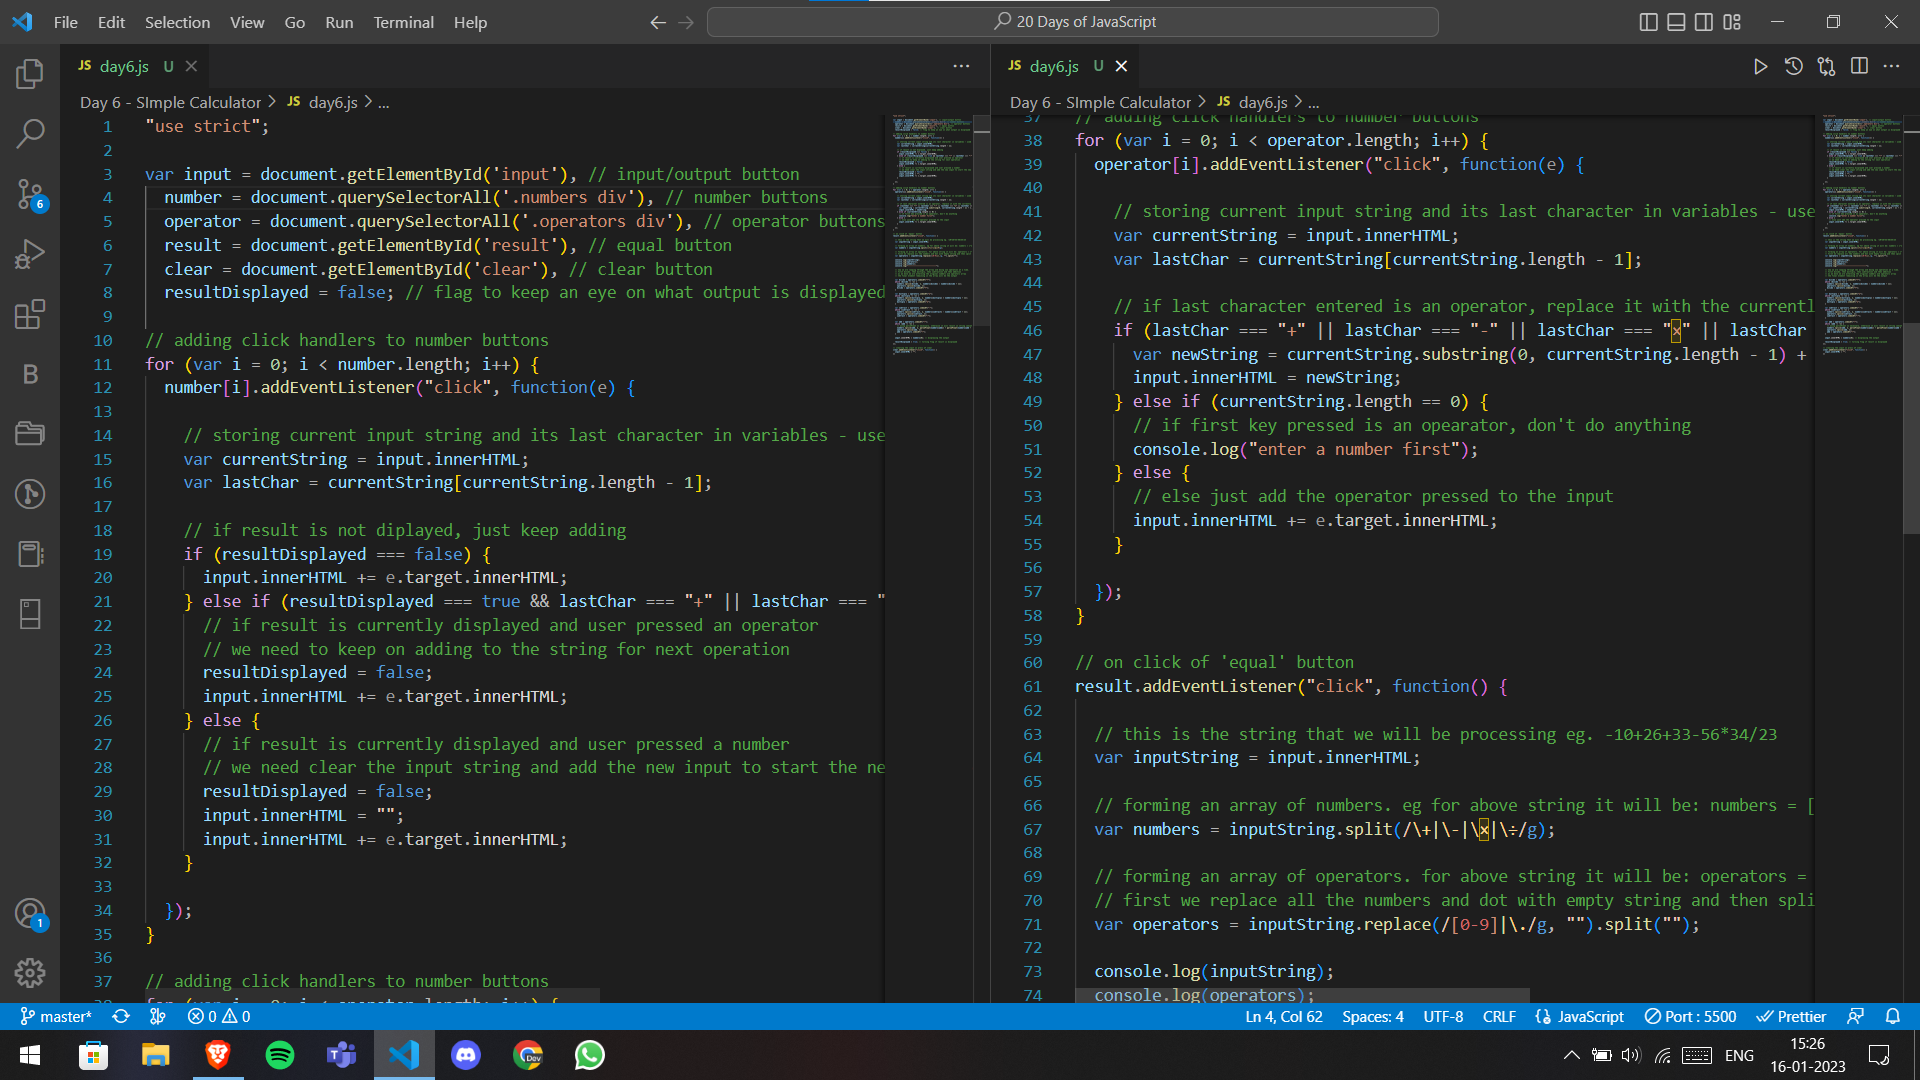 File Edit Selection View Go Run Terminal Help
20 Days of JavaScript
JS day6.js U
Day 6 - SImple Calculator > JS day6.js > ...
1 "use strict";
2
3 var input = document.getElementById('input'), // input/output button
4 number = document.querySelectorAll('.numbers div'), // number buttons
5 operator = document.querySelectorAll('.operators div'), // operator buttons
6 result = document.getElementById('result'), // equal button
7 clear = document.getElementById('clear'), // clear button
8 resultDisplayed = false; // flag to keep an eye on what output is displayed
9
10 // adding click handlers to number buttons
11 for (var i = 0; i < number.length; i++) {
12 number[i].addEventListener("click", function(e) {
13
14 // storing current input string and its last character in variables - use
15 var currentString = input.innerHTML;
16 var lastChar = currentString[currentString.length - 1];
17
18 // if result is not diplayed, just keep adding
19 if (resultDisplayed === false) {
20 input.innerHTML += e.target.innerHTML;
21 } else if (resultDisplayed === true && lastChar === "+" || lastChar === "
22 // if result is currently displayed and user pressed an operator
23 // we need to keep on adding to the string for next operation
24 resultDisplayed = false;
25 input.innerHTML += e.target.innerHTML;
26 } else {
27 // if result is currently displayed and user pressed a number
28 // we need clear the input string and add the new input to start the ne
29 resultDisplayed = false;
30 input.innerHTML = "";
31 input.innerHTML += e.target.innerHTML;
32 }
33
34 });
35 }
36
37 // adding click handlers to number buttons
38 for (var i = 0; i < operator.length; i++) {
JS day6.js U
Day 6 - SImple Calculator > JS day6.js > ...
37 // adding click handlers to number buttons
38 for (var i = 0; i < operator.length; i++) {
39 operator[i].addEventListener("click", function(e) {
40
41 // storing current input string and its last character in variables - use
42 var currentString = input.innerHTML;
43 var lastChar = currentString[currentString.length - 1];
44
45 // if last character entered is an operator, replace it with the currentl
46 if (lastChar === "+" || lastChar === "-" || lastChar === "×" || lastChar
47 var newString = currentString.substring(0, currentString.length - 1) +
48 input.innerHTML = newString;
49 } else if (currentString.length == 0) {
50 // if first key pressed is an opearator, don't do anything
51 console.log("enter a number first");
52 } else {
53 // else just add the operator pressed to the input
54 input.innerHTML += e.target.innerHTML;
55 }
56
57 });
58 }
59
60 // on click of 'equal' button
61 result.addEventListener("click", function() {
62
63 // this is the string that we will be processing eg. -10+26+33-56*34/23
64 var inputString = input.innerHTML;
65
66 // forming an array of numbers. eg for above string it will be: numbers = [
67 var numbers = inputString.split(/\+|\-|\×|\÷/g);
68
69 // forming an array of operators. for above string it will be: operators =
70 // first we replace all the numbers and dot with empty string and then spli
71 var operators = inputString.replace(/[0-9]|\./g, "").split("");
72
73 console.log(inputString);
74 console.log(operators);
B
6
1
master* 0 0 Ln 4, Col 62 Spaces: 4 UTF-8 CRLF JavaScript Port : 5500 Prettier
Dev
ENG
15:26
16-01-2023